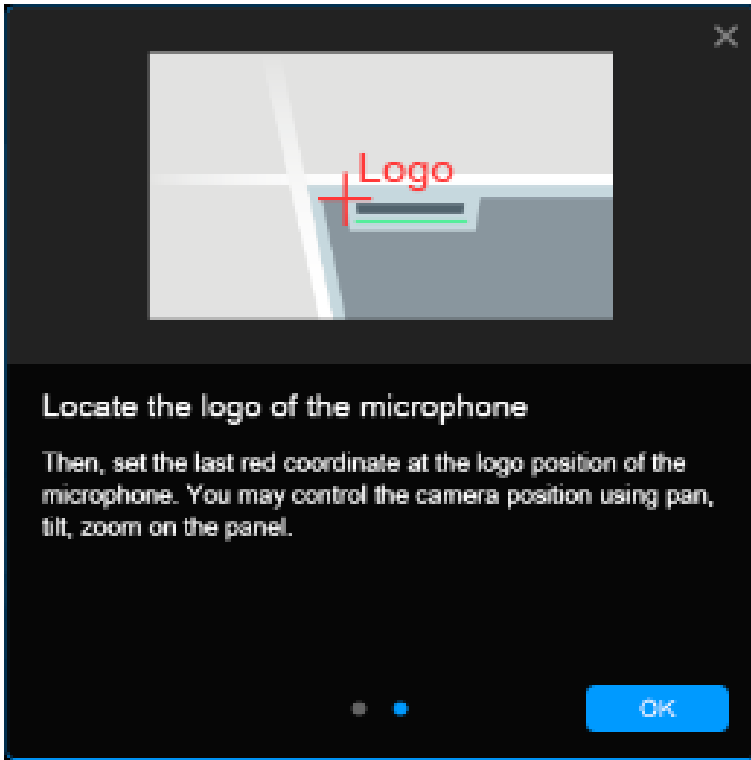 Logo
Locate the logo of the microphone
Then, set the last red coordinate at the logo position of the
microphone. You may control the camera position using pan,
tilt, zoom on the panel.
OK